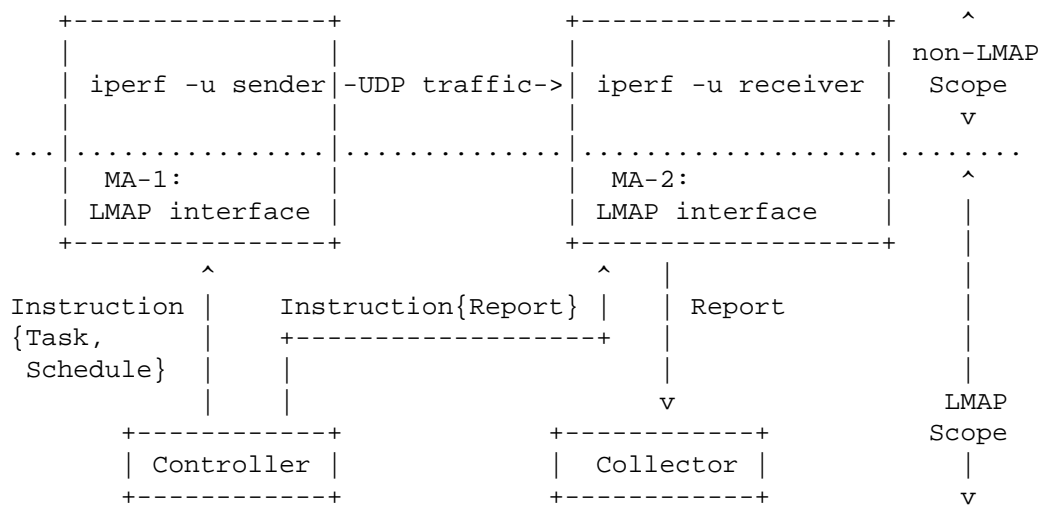 non-LMAP
iperf -u sender -UDP traffic-> iperf -u receiver Scope
v
MA-1: MA-2:
LMAP interface LMAP interface
Instruction Instruction{Report} Report
{Task,
Schedule}
v LMAP
Scope
Controller Collector
v